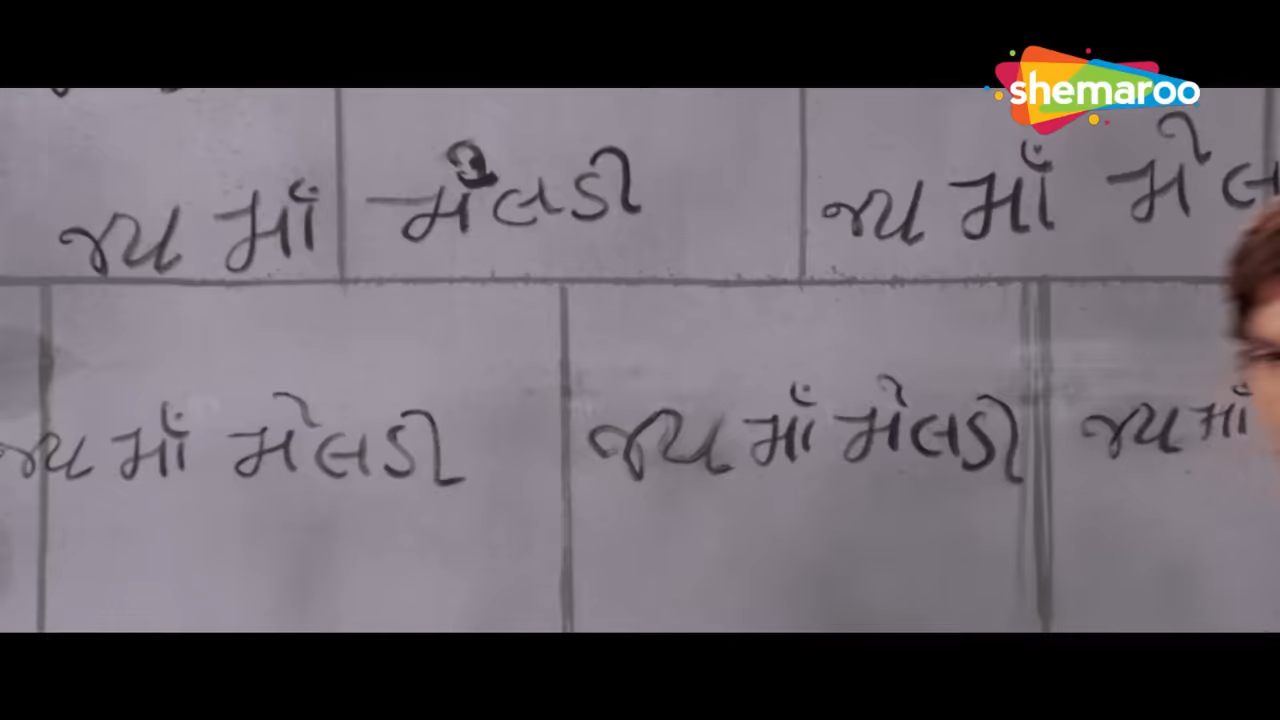 shemaroo
જય માઁ મેલડી જય માઁ મેલ
જય માઁ મેલડી જય માઁ મેલડી જય માઁ